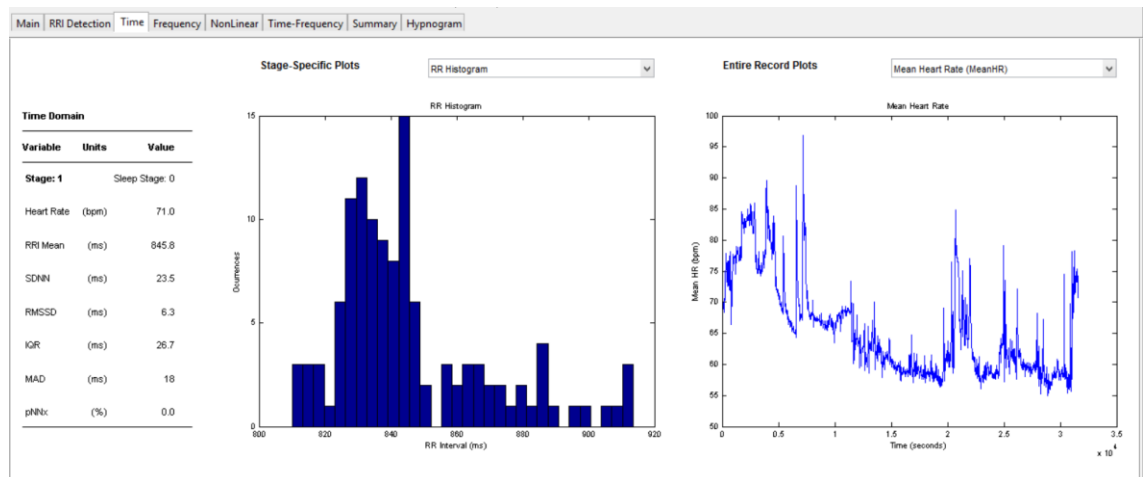 Main RRI Detection Time Frequency NonLinear Time-Frequency Summary Hypnogram
Stage-Specific Plots
RR Histogram
Entire Record Plots
Mean Heart Rate (MeanHR)
Time Domain
Variable Units Value
Stage: 1 Sleep Stage: 0
Heart Rate (bpm) 71.0
RRI Mean (ms) 845.8
SDNN (ms) 23.5
RMSSD (ms) 6.3
IQR (ms) 26.7
MAD (ms) 18
pNNx (%) 0.0
RR Histogram
15
10
5
0
Ocurrences
800 820 840 860 880 900 920
RR Interval (ms)
Mean Heart Rate
100
95
90
85
80
75
70
65
60
55
50
Mean HR (bpm)
0 0.5 1 1.5 2 2.5 3 3.5
Time (seconds)
x 10